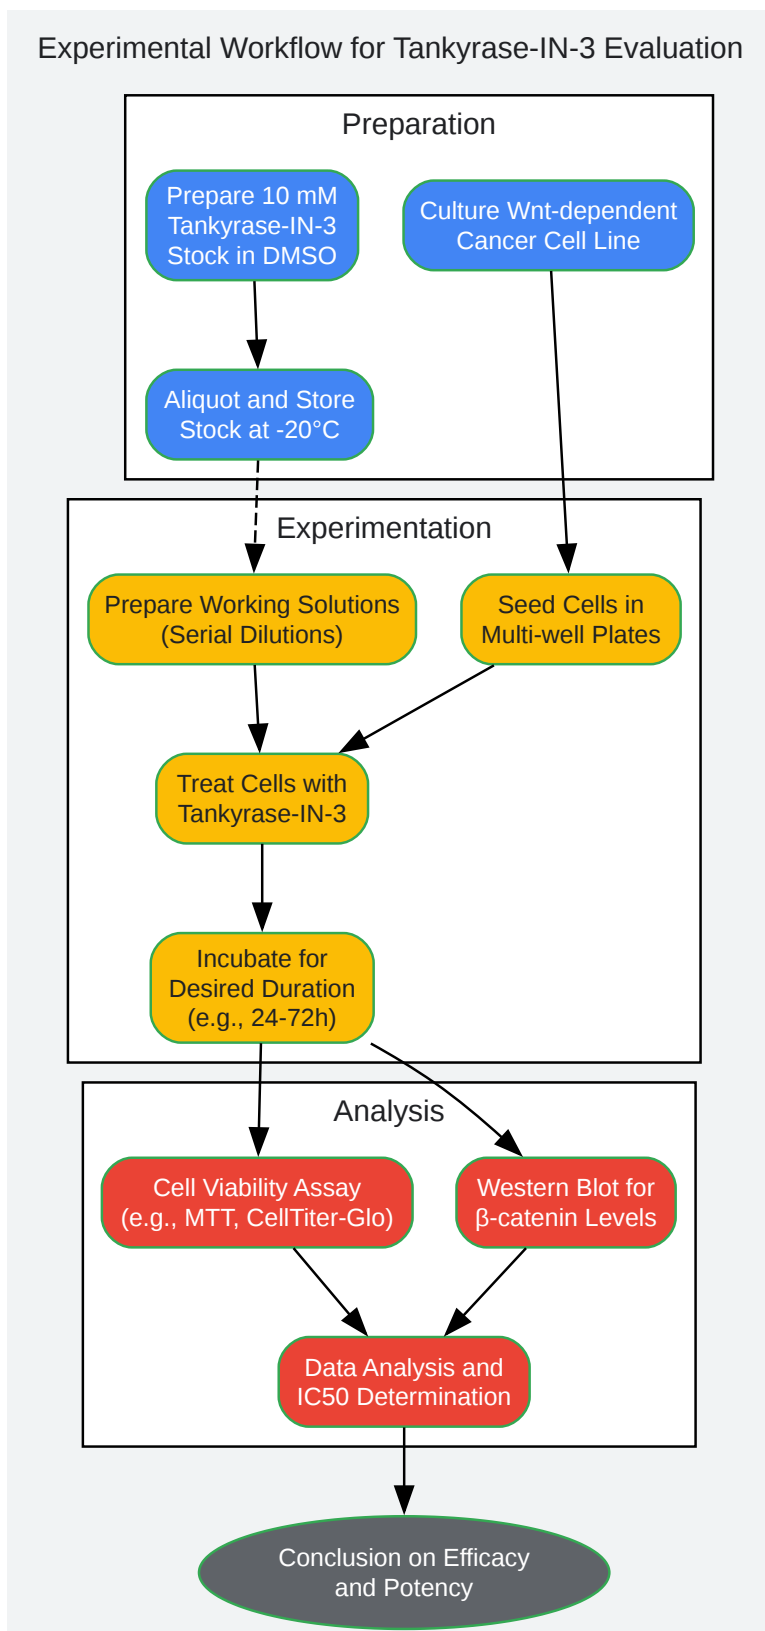 Experimental Workflow for Tankyrase-IN-3 Evaluation
Preparation
Prepare 10 mM
Tankyrase-IN-3
Stock in DMSO
Culture Wnt-dependent
Cancer Cell Line
Aliquot and Store
Stock at -20°C
Experimentation
Prepare Working Solutions
(Serial Dilutions)
Seed Cells in
Multi-well Plates
Treat Cells with
Tankyrase-IN-3
Incubate for
Desired Duration
(e.g., 24-72h)
Analysis
Cell Viability Assay
(e.g., MTT, CellTiter-Glo)
Western Blot for
β-catenin Levels
Data Analysis and
IC50 Determination
Conclusion on Efficacy
and Potency